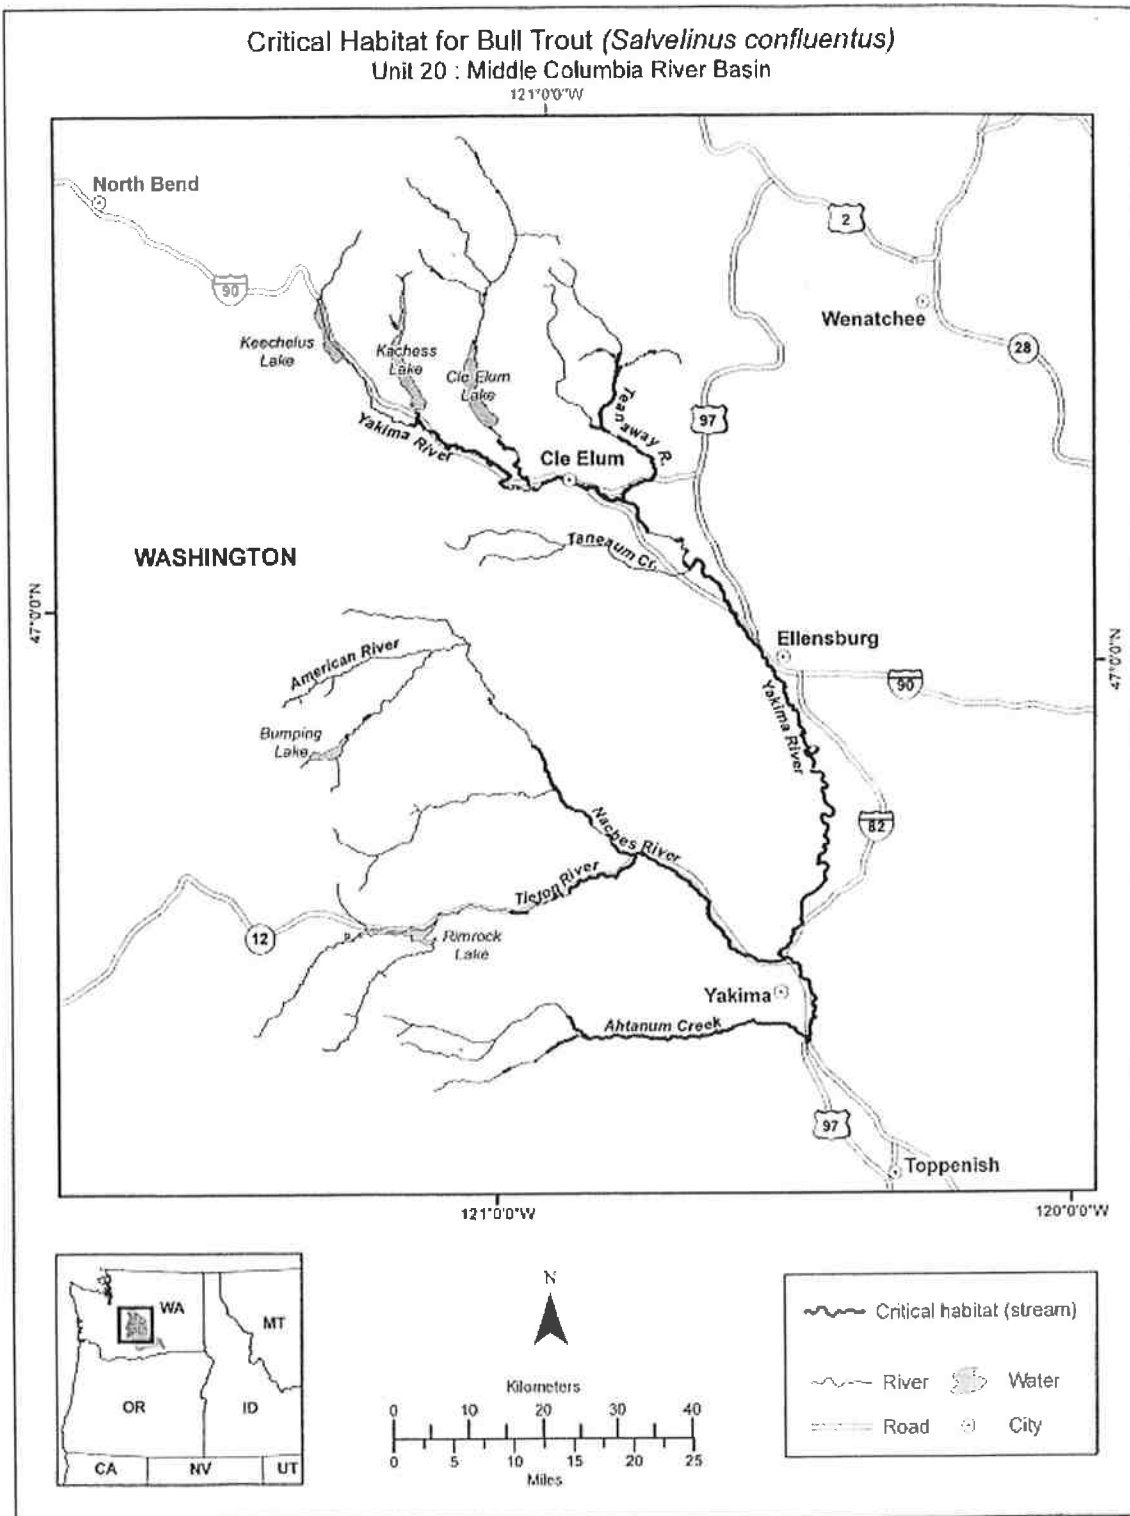 Critical Habitat for Bull Trout (Salvelinus confluentus)
Unit 20 : Middle Columbia River Basin
121°0'0"W
North Bend
90
2
Wenatchee
28
Keechelus
Lake
Kachess
Lake
Cle Elum
Lake
Teanaway R.
97
Yakima River
Cle Elum
WASHINGTON
Taneaum Cr.
47°0'0"N
47°0'0"N
Ellensburg
90
American River
Yakima River
Bumping
Lake
82
Naches River
Tieton River
12
Rimrock
Lake
Yakima
Ahtanum Creek
97
Toppenish
121°0'0"W
120°0'0"W
WA
MT
OR
ID
CA
NV
UT
N
Kilometers
0 10 20 30 40
0 5 10 15 20 25
Miles
Critical habitat (stream)
River
Water
Road
City